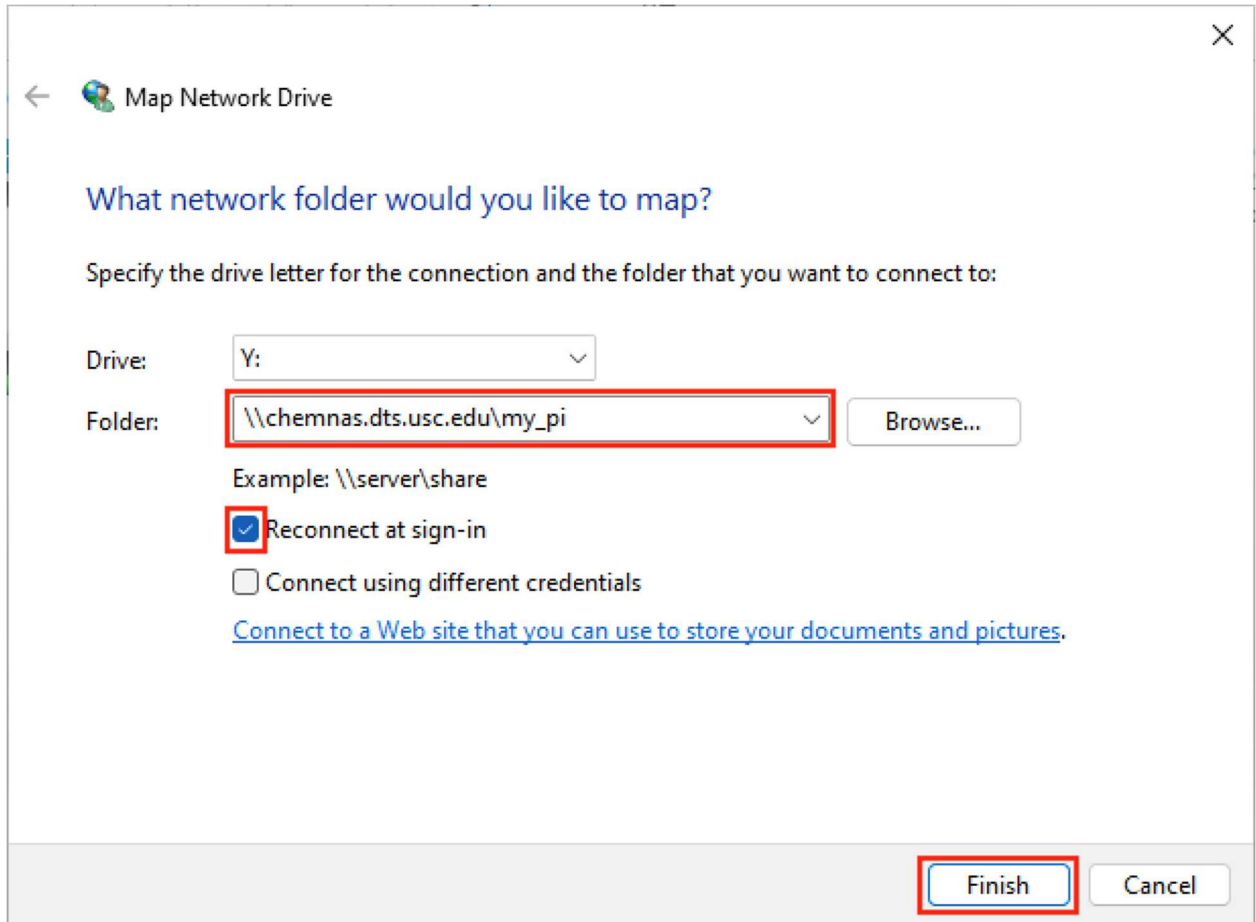 Map Network Drive
What network folder would you like to map?
Specify the drive letter for the connection and the folder that you want to connect to:
Drive: Y:
Folder: \\chemnas.dts.usc.edu\my_pi Browse...
Example: \\server\share
Reconnect at sign-in
Connect using different credentials
Connect to a Web site that you can use to store your documents and pictures.
Finish Cancel